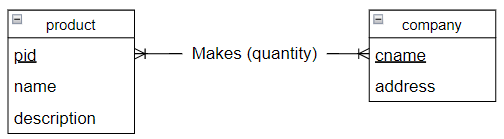 product
pid
name
description
Makes (quantity)
company
cname
address